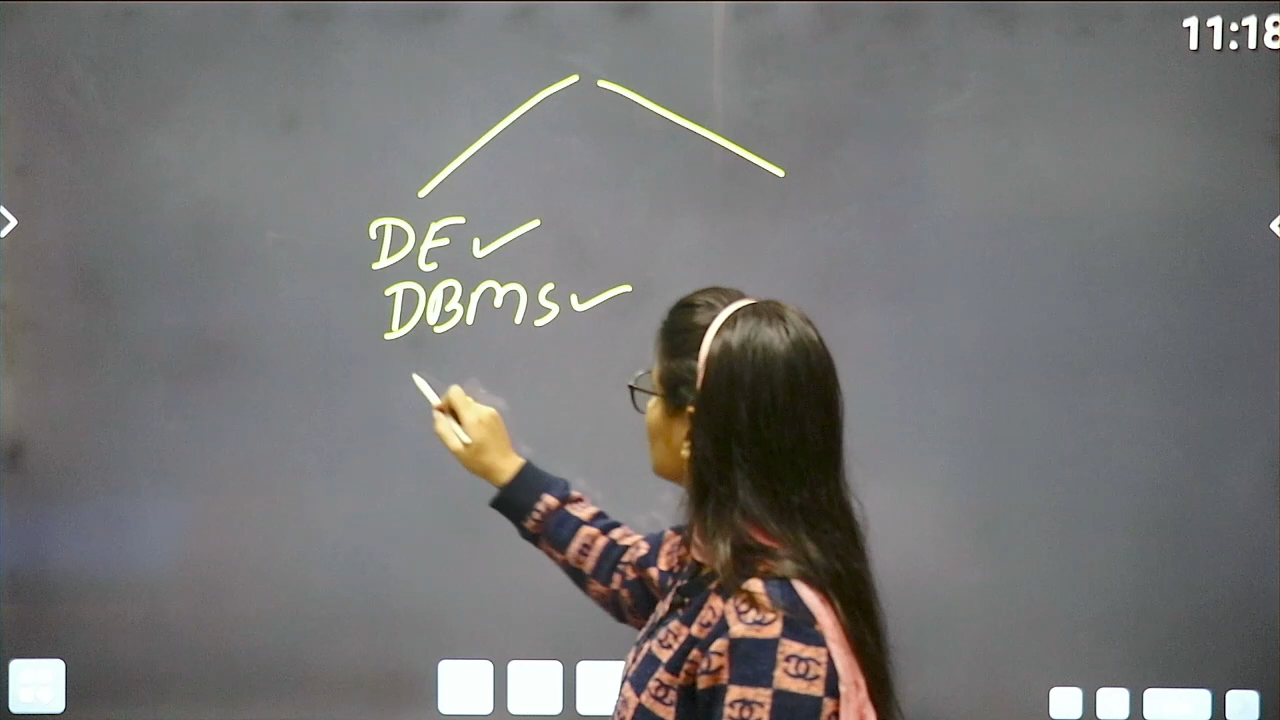 11:18
DE ✓
DBMS ✓